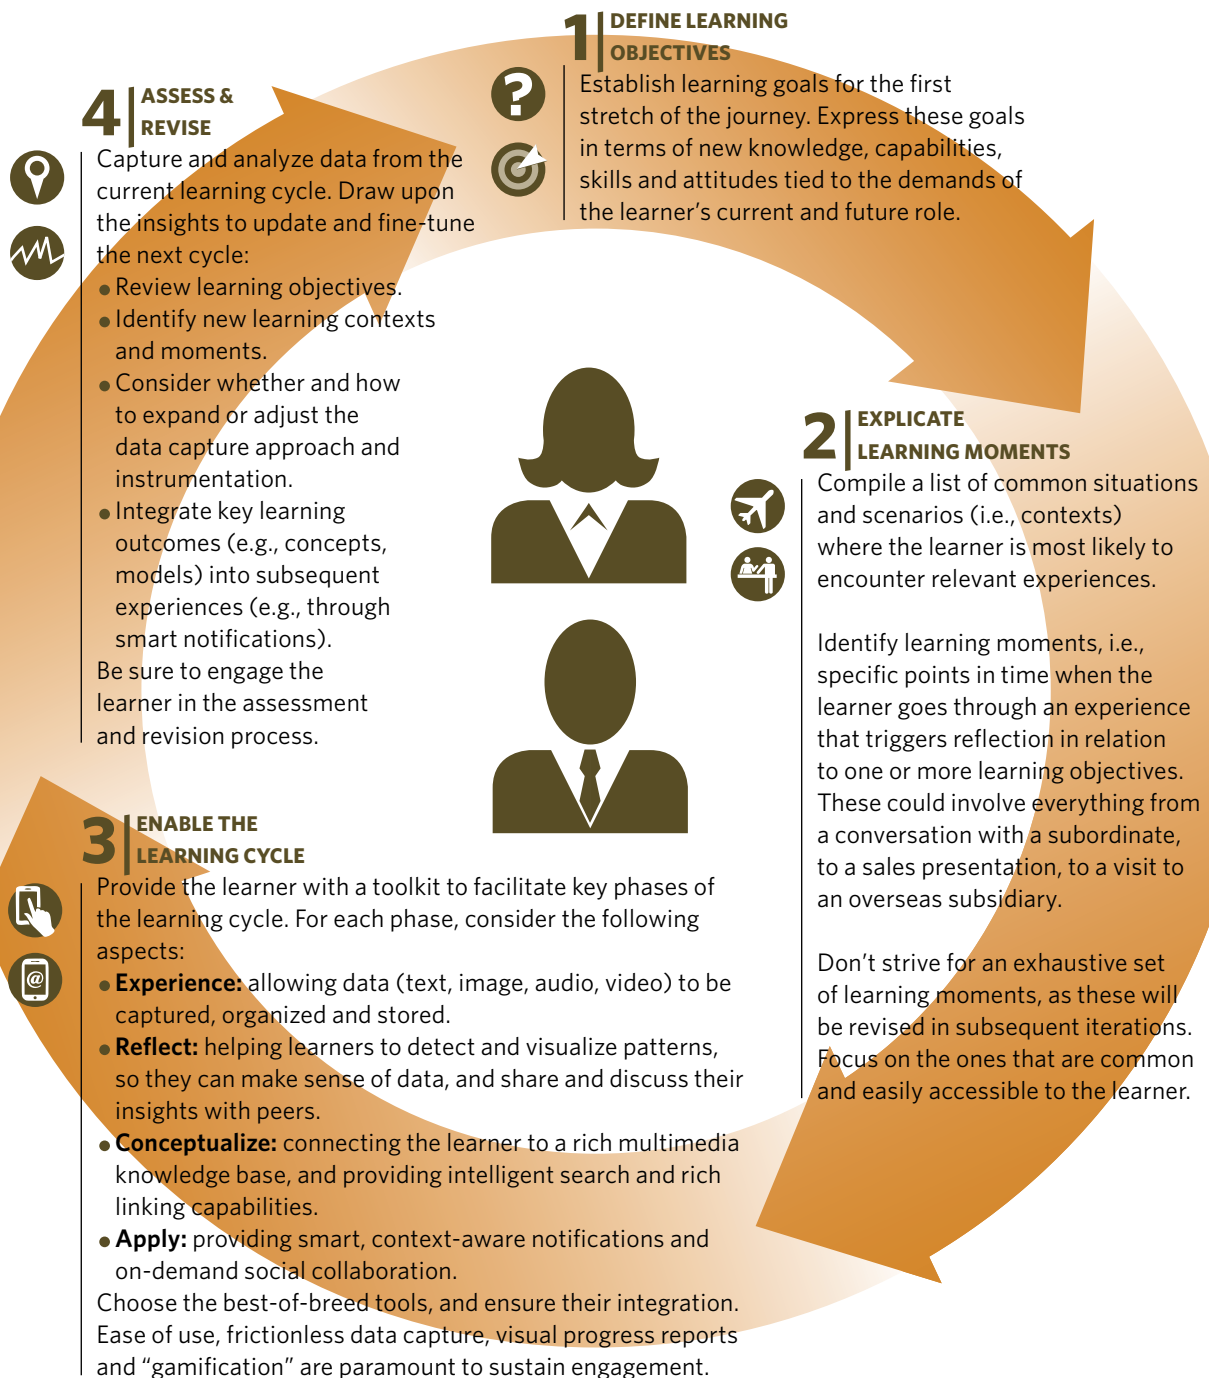 1 DEFINE LEARNING
OBJECTIVES
Establish learning goals for the first
stretch of the journey. Express these goals
in terms of new knowledge, capabilities,
skills and attitudes tied to the demands of
the learner's current and future role.
2 EXPLICATE
LEARNING MOMENTS
Compile a list of common situations
and scenarios (i.e., contexts)
where the learner is most likely to
encounter relevant experiences.
Identify learning moments, i.e.,
specific points in time when the
learner goes through an experience
that triggers reflection in relation
to one or more learning objectives.
These could involve everything from
a conversation with a subordinate,
to a sales presentation, to a visit to
an overseas subsidiary.
Don't strive for an exhaustive set
of learning moments, as these will
be revised in subsequent iterations.
Focus on the ones that are common
and easily accessible to the learner.
3 ENABLE THE
LEARNING CYCLE
Provide the learner with a toolkit to facilitate key phases of
the learning cycle. For each phase, consider the following
aspects:
• Experience: allowing data (text, image, audio, video) to be
captured, organized and stored.
• Reflect: helping learners to detect and visualize patterns,
so they can make sense of data, and share and discuss their
insights with peers.
• Conceptualize: connecting the learner to a rich multimedia
knowledge base, and providing intelligent search and rich
linking capabilities.
• Apply: providing smart, context-aware notifications and
on-demand social collaboration.
Choose the best-of-breed tools, and ensure their integration.
Ease of use, frictionless data capture, visual progress reports
and “gamification” are paramount to sustain engagement.
4 ASSESS &
REVISE
Capture and analyze data from the
current learning cycle. Draw upon
the insights to update and fine-tune
the next cycle:
• Review learning objectives.
• Identify new learning contexts
and moments.
• Consider whether and how
to expand or adjust the
data capture approach and
instrumentation.
• Integrate key learning
outcomes (e.g., concepts,
models) into subsequent
experiences (e.g., through
smart notifications).
Be sure to engage the
learner in the assessment
and revision process.
?
@